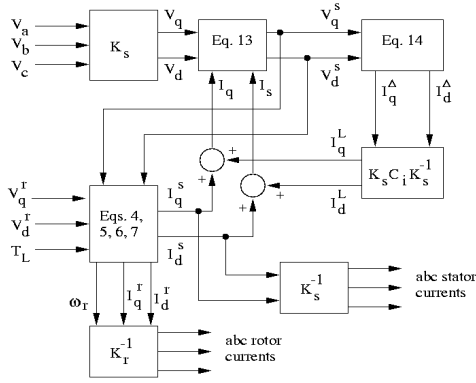 V_a
V_b
V_c
K_s
V_q
V_d
Eq. 13
V_q^s
V_d^s
Eq. 14
I_q
I_s
I_q^Δ
I_d^Δ
+
+
I_q^L
+
+
I_d^L
K_s C_i K_s^-1
V_q^r
V_d^r
T_L
Eqs. 4,
5, 6, 7
I_q^s
I_d^s
ω_r
I_q^r
I_d^r
K_s^-1
abc stator
currents
K_r^-1
abc rotor
currents